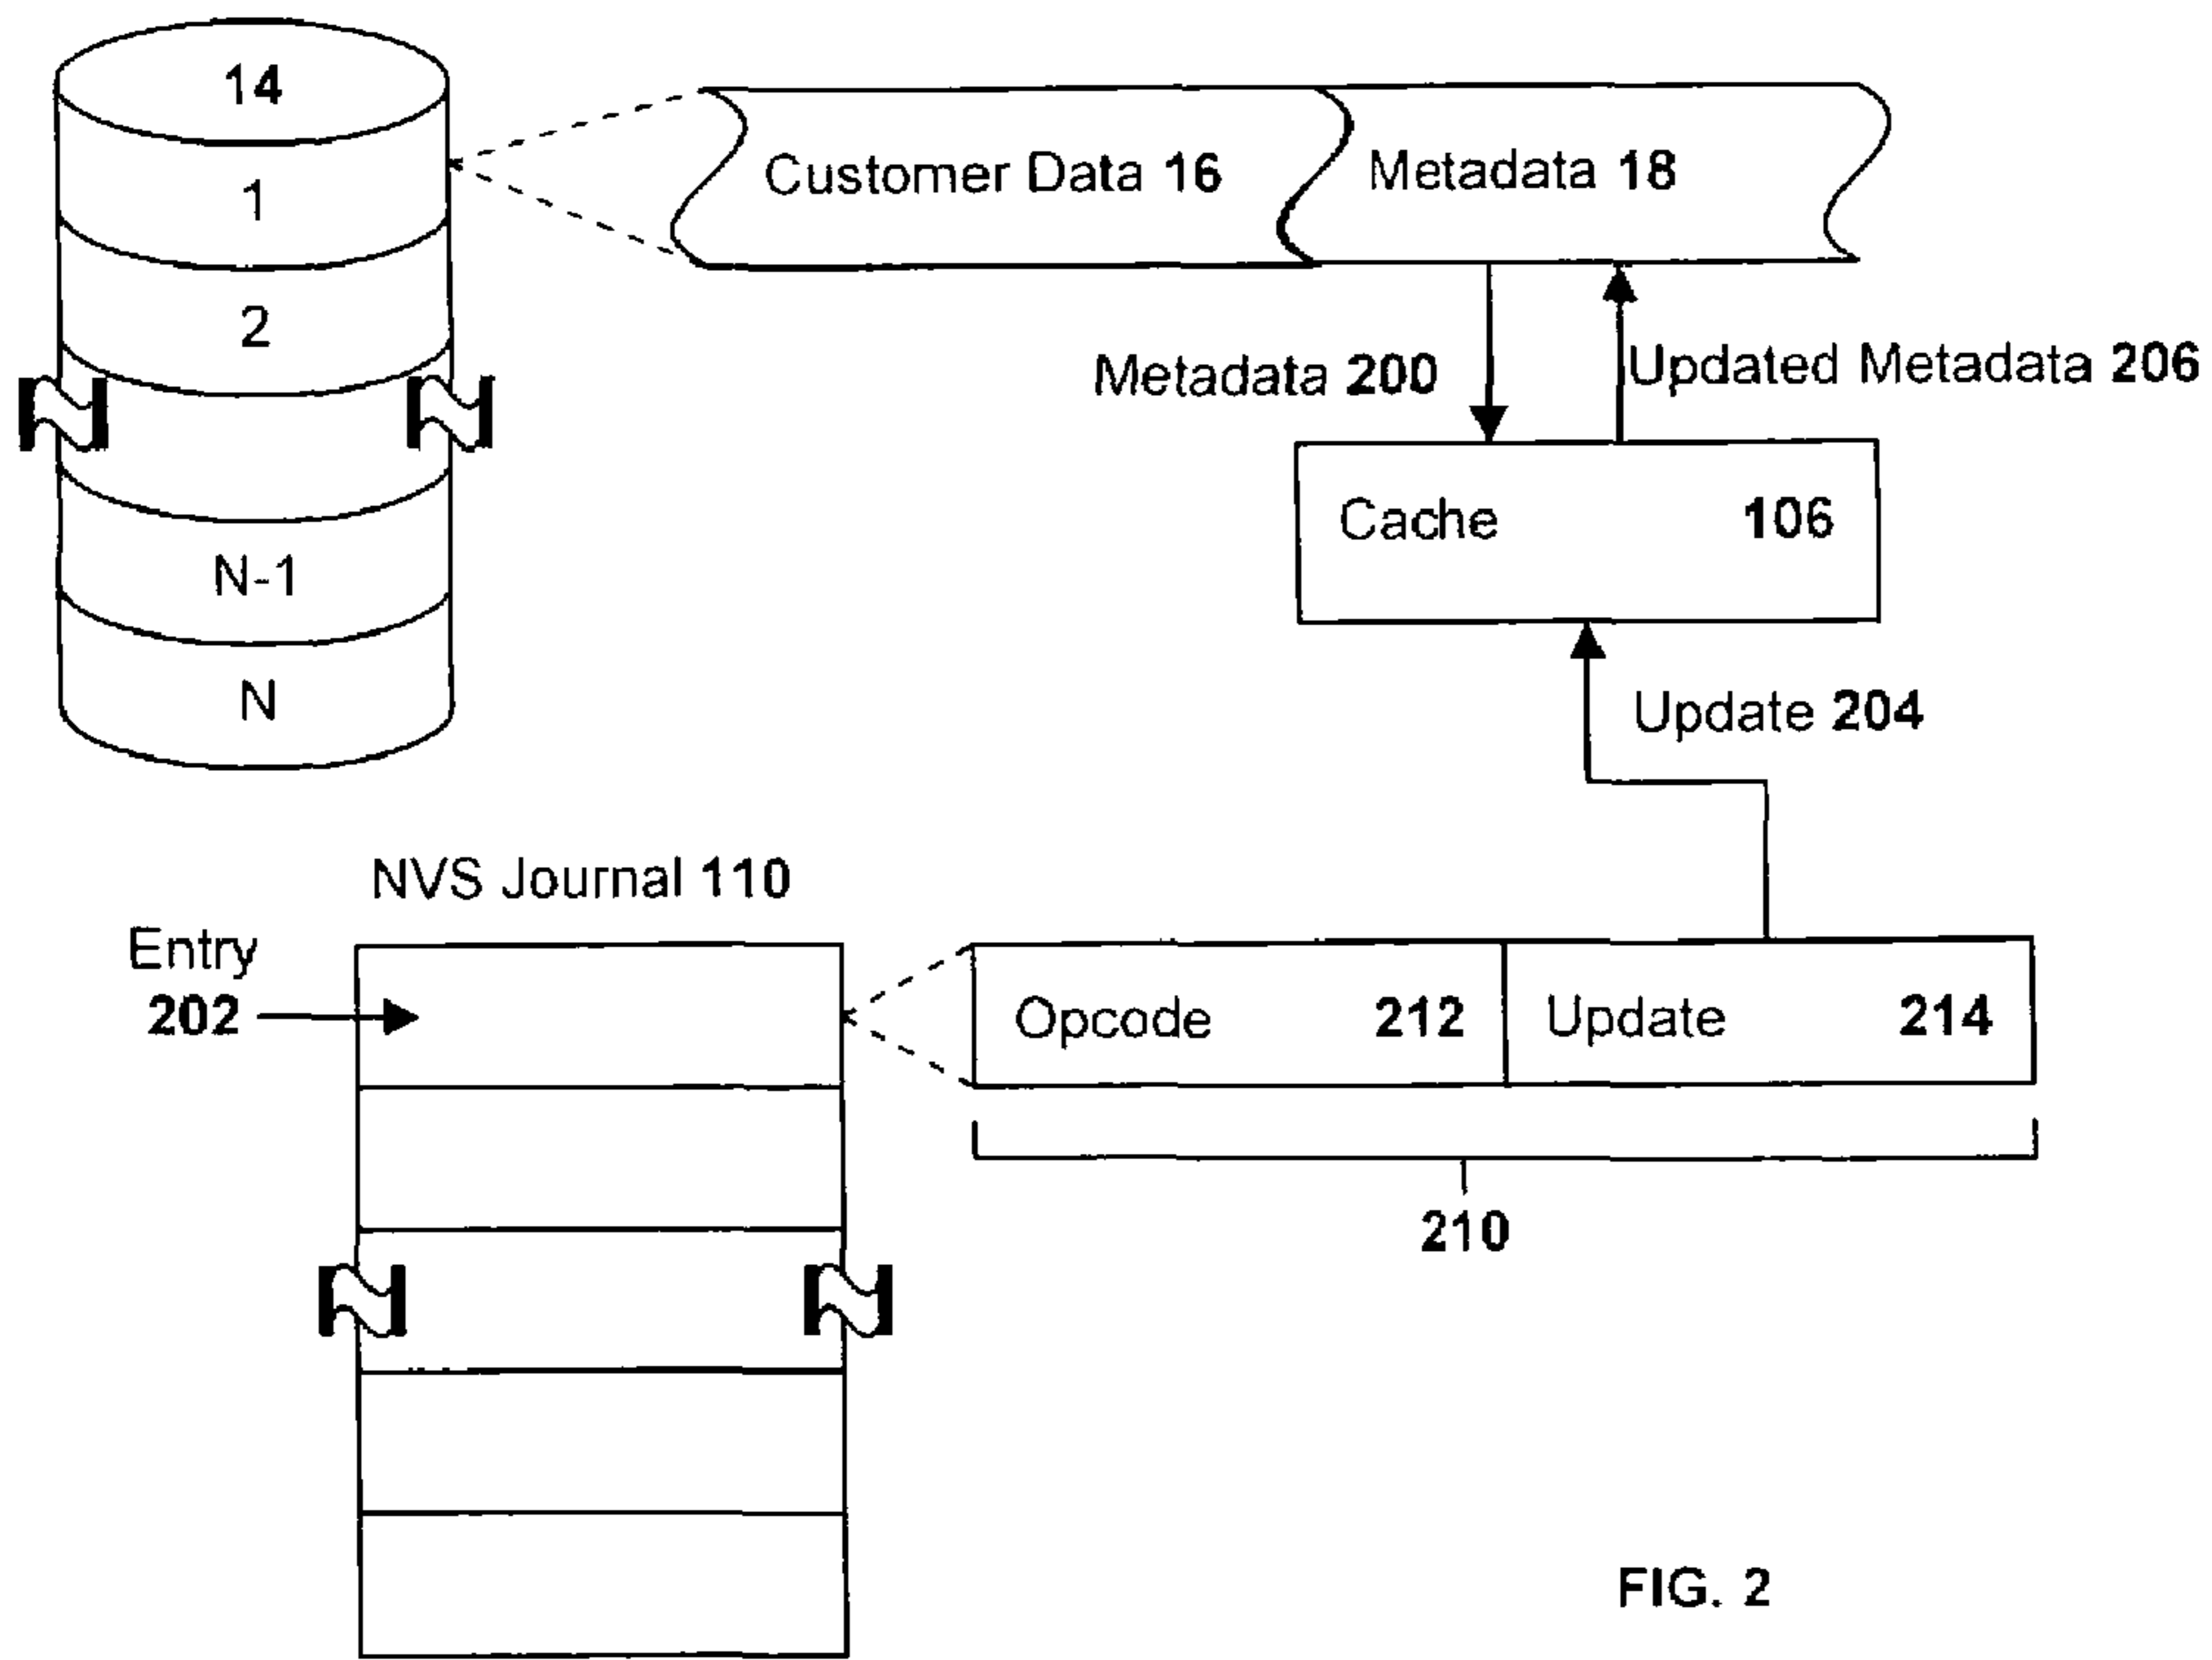 14
1
2
N-1
N
Customer Data 16
Metadata 18
Metadata 200
Updated Metadata 206
Cache 106
Update 204
NVS Journal 110
Entry
202
Opcode 212
Update 214
210
FIG. 2